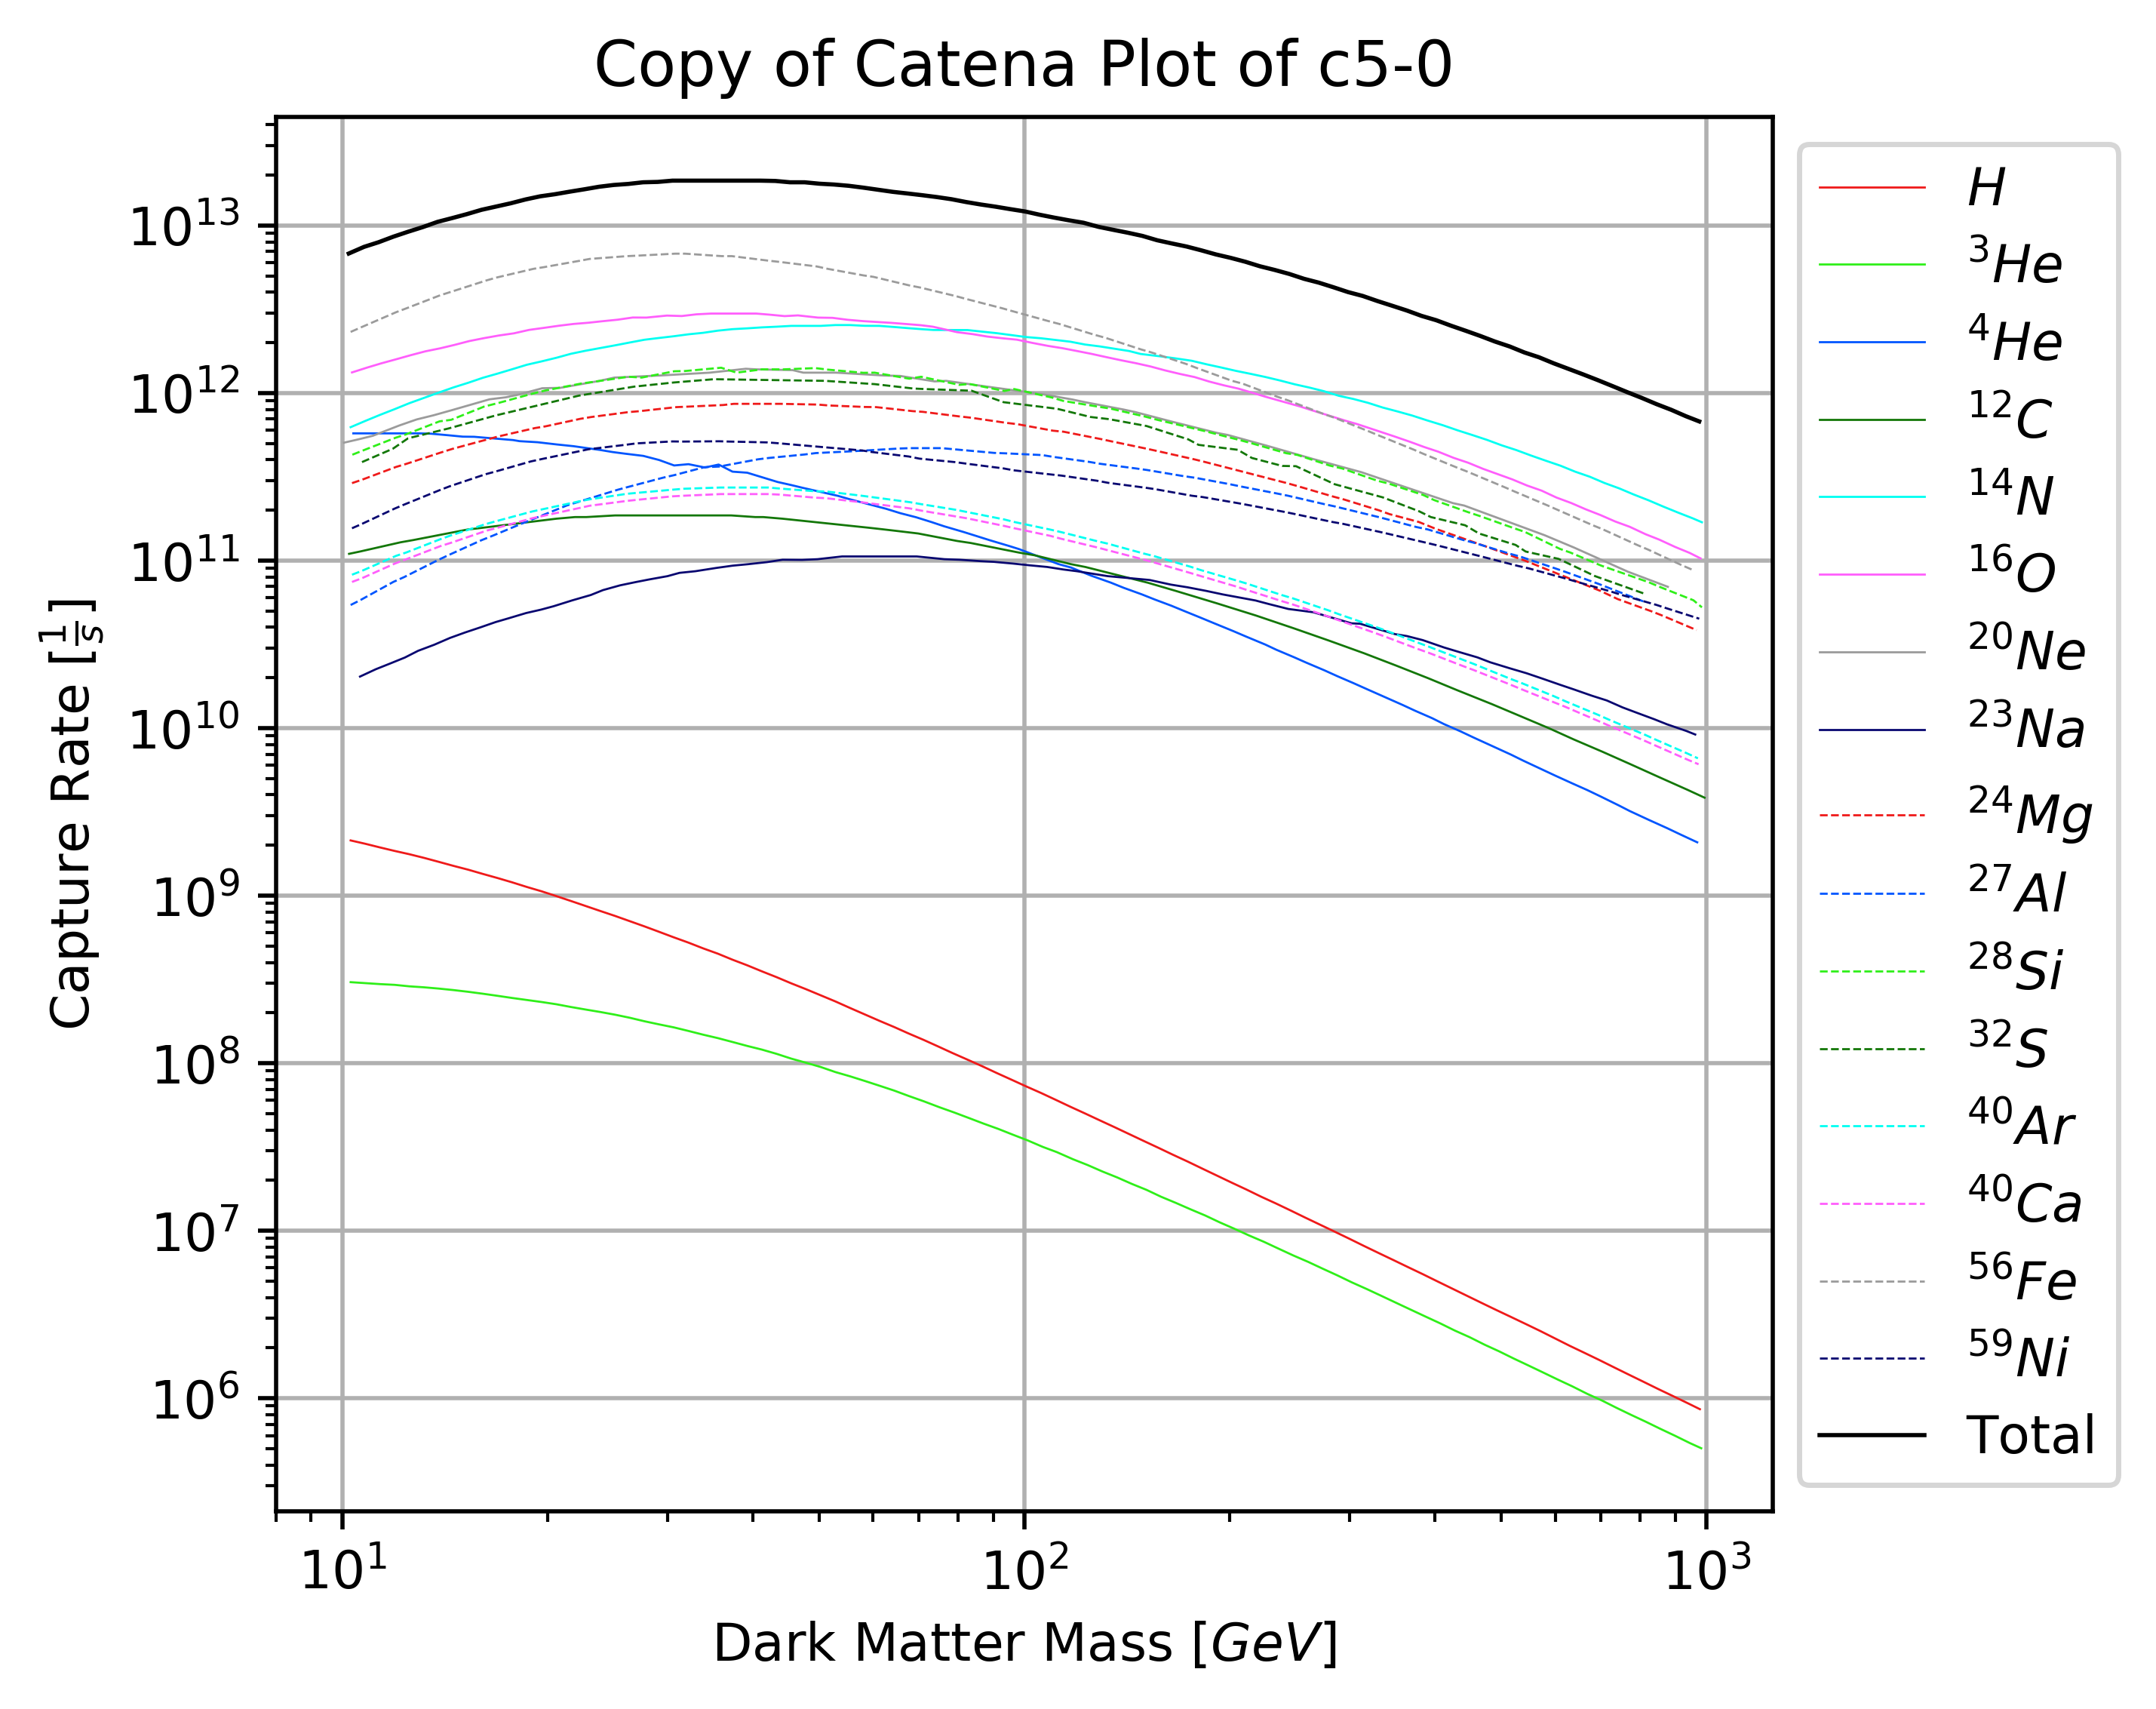 Copy of Catena Plot of c5-0
Capture Rate [1/s]
10^13
10^12
10^11
10^10
10^9
10^8
10^7
10^6
10^1 10^2 10^3
Dark Matter Mass [GeV]
H
^3He
^4He
^12C
^14N
^16O
^20Ne
^23Na
^24Mg
^27Al
^28Si
^32S
^40Ar
^40Ca
^56Fe
^59Ni
Total